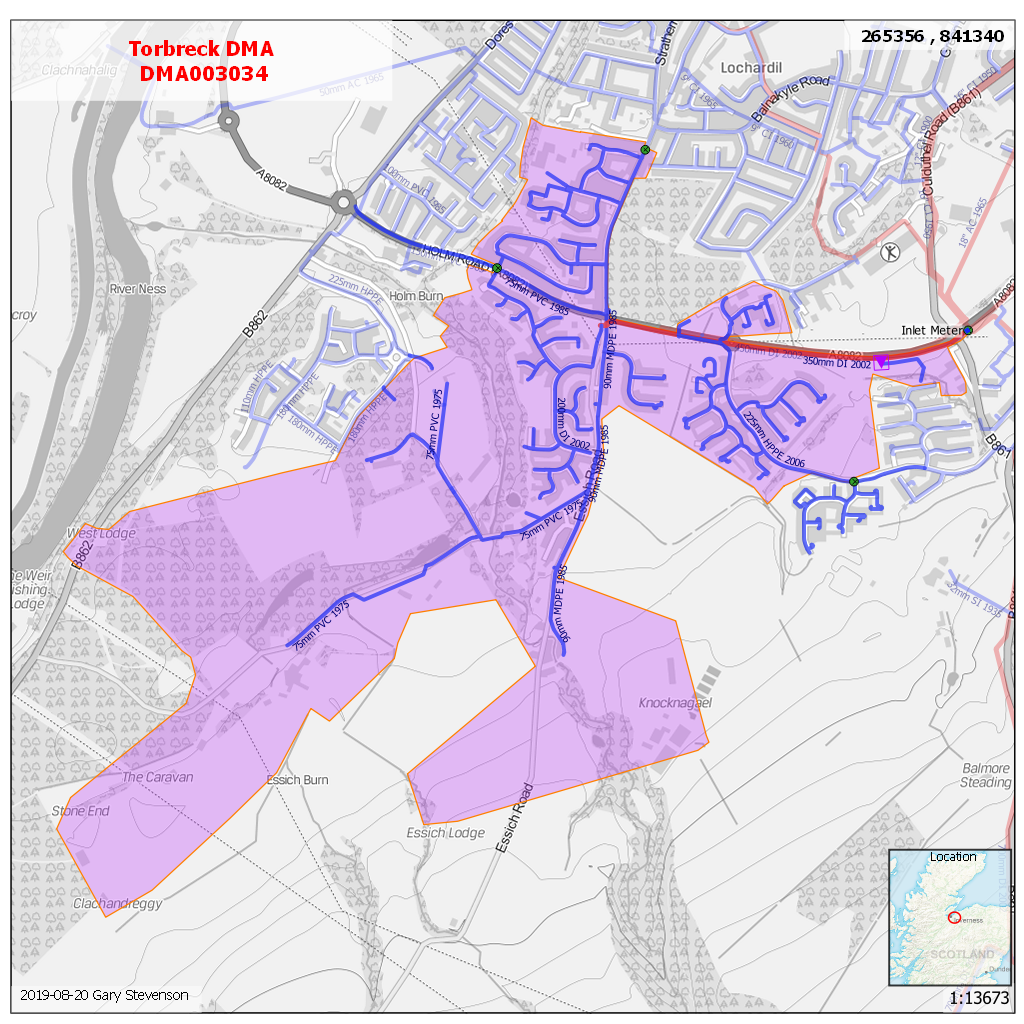 Torbreck DMA
DMA003034
265356 , 841340
Clachnahalig
Dores
Strathen
Lochardil
Balnakyle Road
50mm AC 1965
9" CI 1965
9" CI 1960
Culduthel Road (B861)
A8082
100mm PVC 1985
18" AC 1965
HOLM ROAD
River Ness
225mm HPPE
Holm Burn
75mm PVC 1985
B862
90mm MDPE 1985
Inlet Meter
A8082
A8082
350mm DI 2002
110mm HPPE
180mm HPPE
180mm HPPE
180mm HPPE
75mm PVC 1975
200mm DI 2002
225mm HPPE 2006
90mm MDPE 1985
Essich Road
B861
West Lodge
B862
75mm PVC 1975
75mm PVC 1975
90mm MDPE 1985
Knocknagael
The Caravan
Stone End
Essich Burn
Essich Lodge
Essich Road
Balmore
Steading
Clachandreggy
Location
SCOTLAND
2019-08-20 Gary Stevenson
1:13673